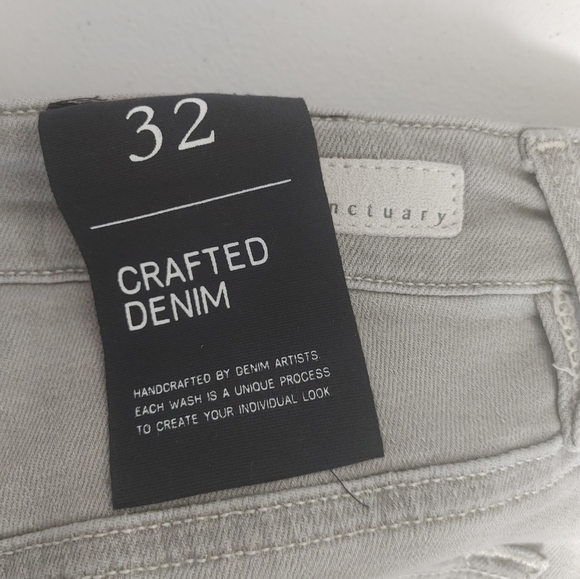 32
nctuary
CRAFTED
DENIM
HANDCRAFTED BY DENIM ARTISTS
EACH WASH IS A UNIQUE PROCESS
TO CREATE YOUR INDIVIDUAL LOOK